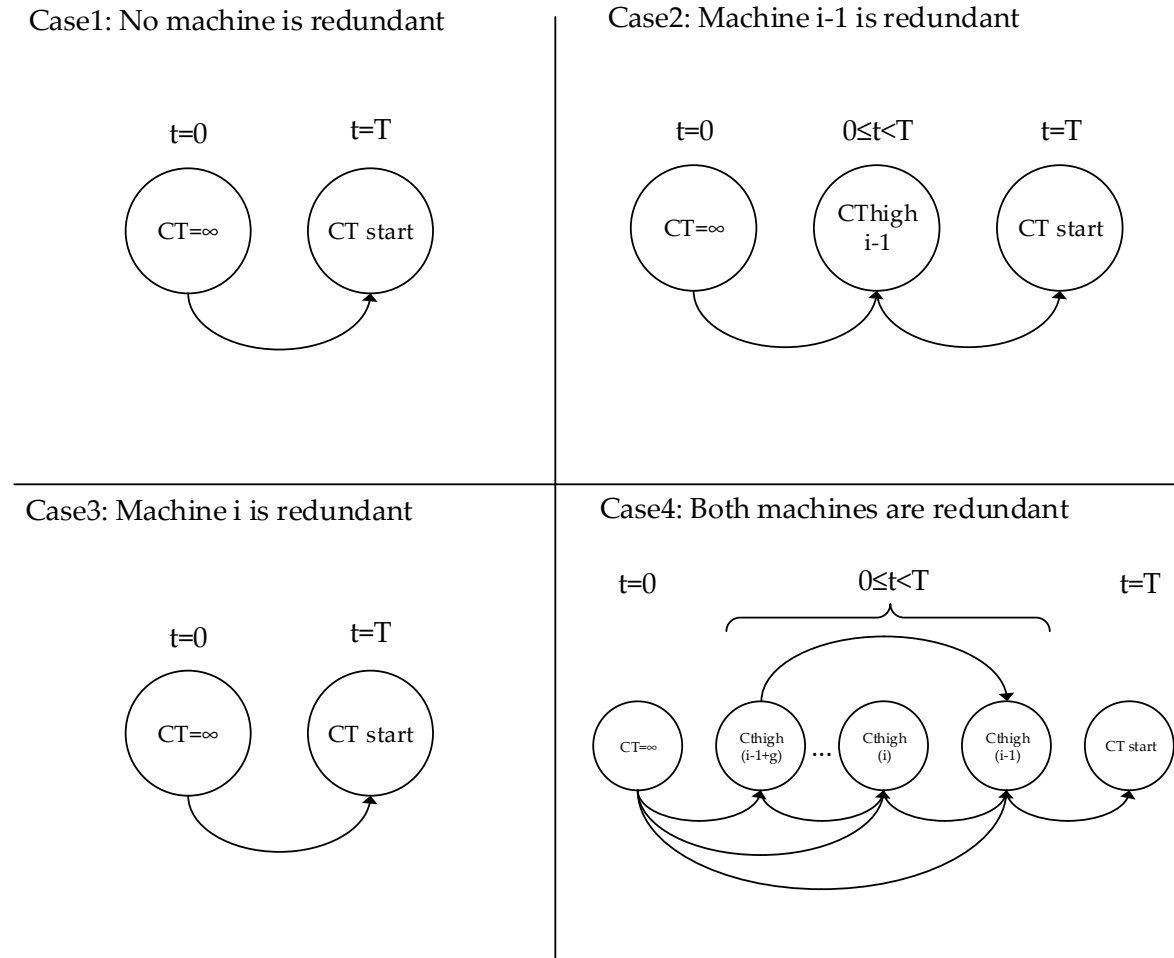 Case1: No machine is redundant
t=0
t=T
CT=∞
CT start
Case2: Machine i-1 is redundant
t=0
0≤t<T
t=T
CT=∞
CThigh
i-1
CT start
Case3: Machine i is redundant
t=0
t=T
CT=∞
CT start
Case4: Both machines are redundant
t=0
0≤t<T
t=T
CT=∞
Cthigh
(i-1+g)
...
Cthigh
(i)
Cthigh
(i-1)
CT start